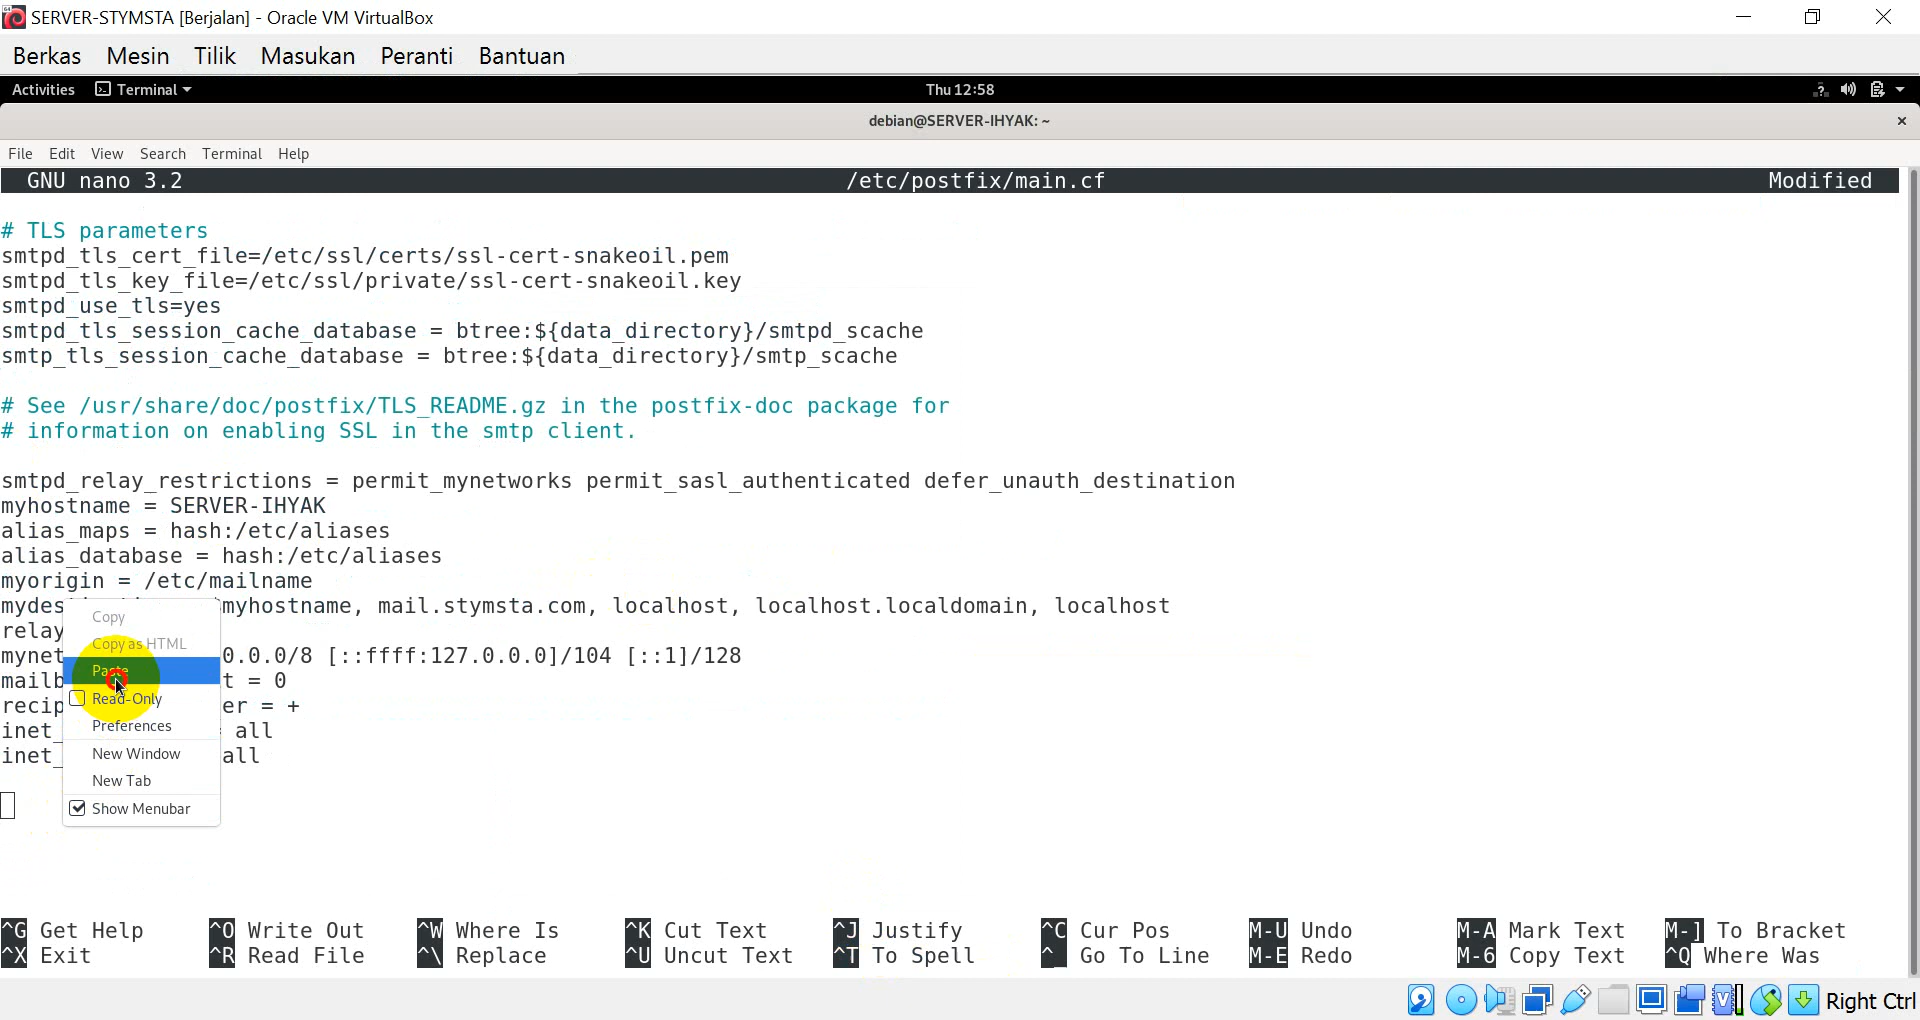 SERVER-STYMSTA [Berjalan] - Oracle VM VirtualBox
Berkas Mesin Tilik Masukan Peranti Bantuan
Activities Terminal Thu 12:58
debian@SERVER-IHYAK: ~
File Edit View Search Terminal Help
GNU nano 3.2 /etc/postfix/main.cf Modified
# TLS parameters
smtpd_tls_cert_file=/etc/ssl/certs/ssl-cert-snakeoil.pem
smtpd_tls_key_file=/etc/ssl/private/ssl-cert-snakeoil.key
smtpd_use_tls=yes
smtpd_tls_session_cache_database = btree:${data_directory}/smtpd_scache
smtp_tls_session_cache_database = btree:${data_directory}/smtp_scache
# See /usr/share/doc/postfix/TLS_README.gz in the postfix-doc package for
# information on enabling SSL in the smtp client.
smtpd_relay_restrictions = permit_mynetworks permit_sasl_authenticated defer_unauth_destination
myhostname = SERVER-IHYAK
alias_maps = hash:/etc/aliases
alias_database = hash:/etc/aliases
myorigin = /etc/mailname
mydes myhostname, mail.stymsta.com, localhost, localhost.localdomain, localhost
relay
mynet 0.0.0/8 [::ffff:127.0.0.0]/104 [::1]/128
mailb t = 0
recip er = +
inet_ all
inet_ all
Copy
Copy as HTML
Paste
Read-Only
Preferences
New Window
New Tab
Show Menubar
^G Get Help ^O Write Out ^W Where Is ^K Cut Text ^J Justify ^C Cur Pos M-U Undo M-A Mark Text M-] To Bracket
^X Exit ^R Read File ^\ Replace ^U Uncut Text ^T To Spell ^_ Go To Line M-E Redo M-6 Copy Text ^Q Where Was
Right Ctrl